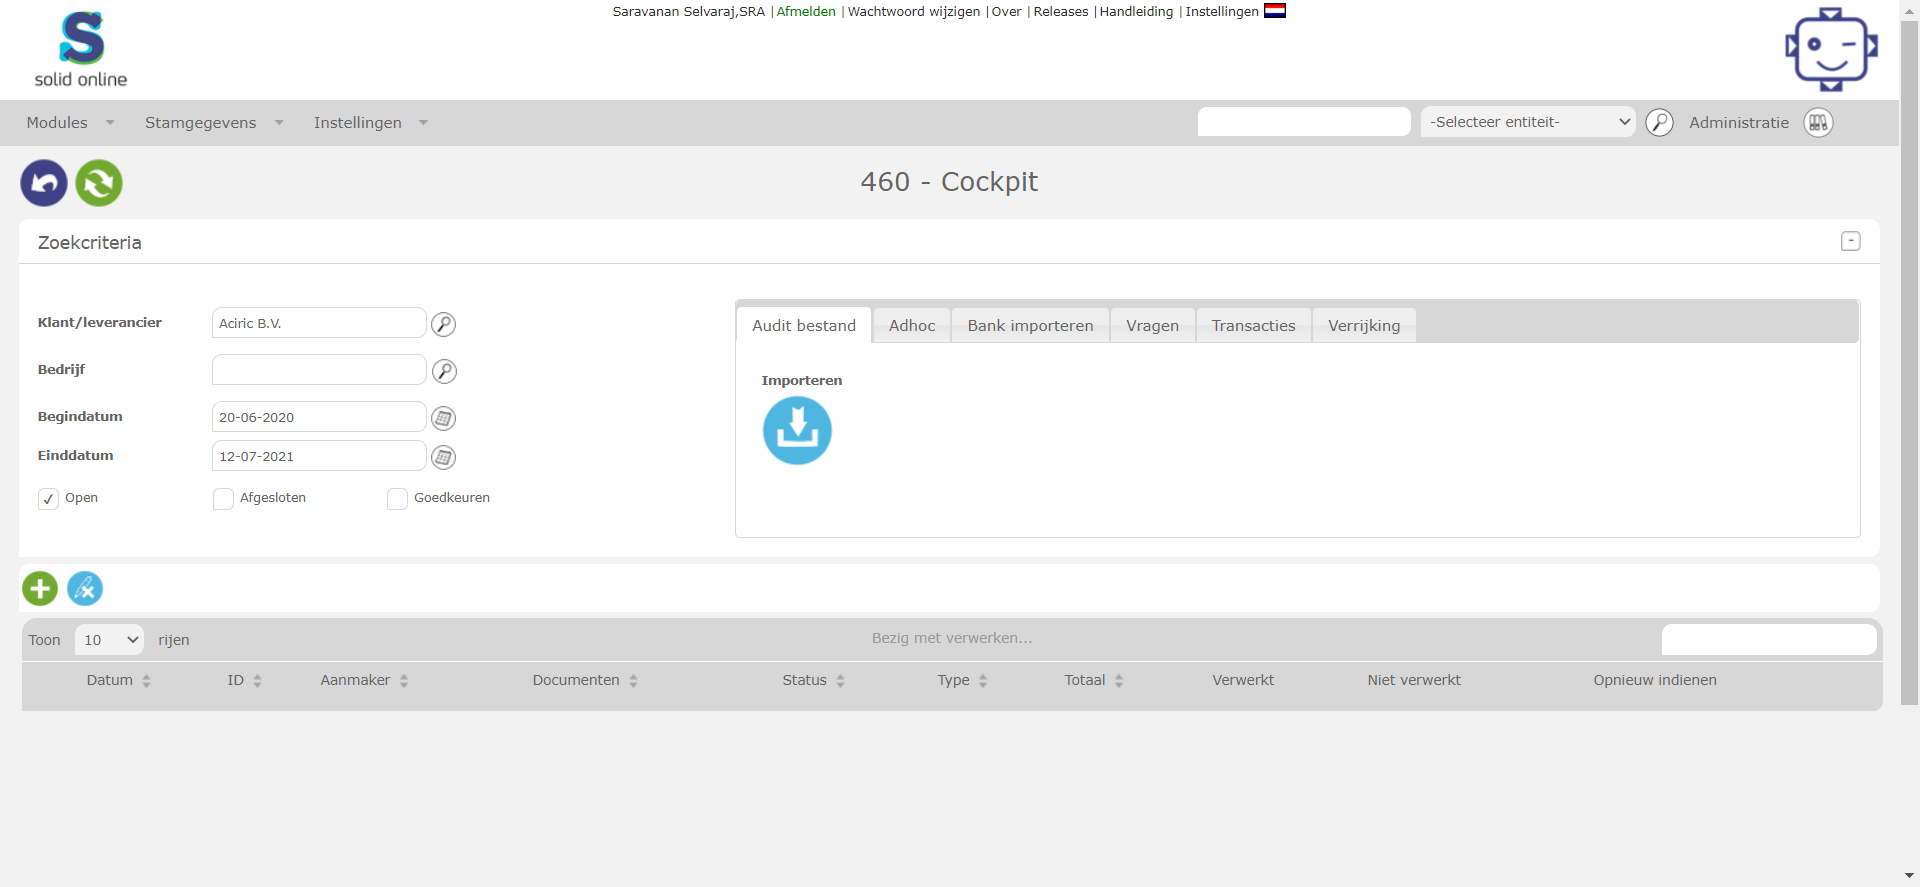 Saravanan Selvaraj,SRA |Afmelden |Wachtwoord wijzigen |Over |Releases |Handleiding |Instellingen
S
solid online
Modules Stamgegevens Instellingen -Selecteer entiteit- Administratie
460 - Cockpit
Zoekcriteria -
Klant/leverancier Aciric B.V.
Bedrijf
Begindatum 20-06-2020
Einddatum 12-07-2021
Open Afgesloten Goedkeuren
Audit bestand Adhoc Bank importeren Vragen Transacties Verrijking
Importeren
Toon 10 rijen Bezig met verwerken...
Datum ID Aanmaker Documenten Status Type Totaal Verwerkt Niet verwerkt Opnieuw indienen